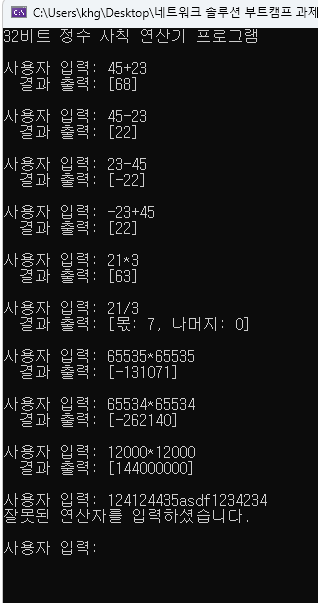 C:\Users\khg\Desktop\네트워크 솔루션 부트캠프 과제
32비트 정수 사칙 연산기 프로그램
사용자 입력: 45+23
결과 출력: [68]
사용자 입력: 45-23
결과 출력: [22]
사용자 입력: 23-45
결과 출력: [-22]
사용자 입력: -23+45
결과 출력: [22]
사용자 입력: 21*3
결과 출력: [63]
사용자 입력: 21/3
결과 출력: [몫: 7, 나머지: 0]
사용자 입력: 65535*65535
결과 출력: [-131071]
사용자 입력: 65534*65534
결과 출력: [-262140]
사용자 입력: 12000*12000
결과 출력: [144000000]
사용자 입력: 124124435asdf1234234
잘못된 연산자를 입력하셨습니다.
사용자 입력: